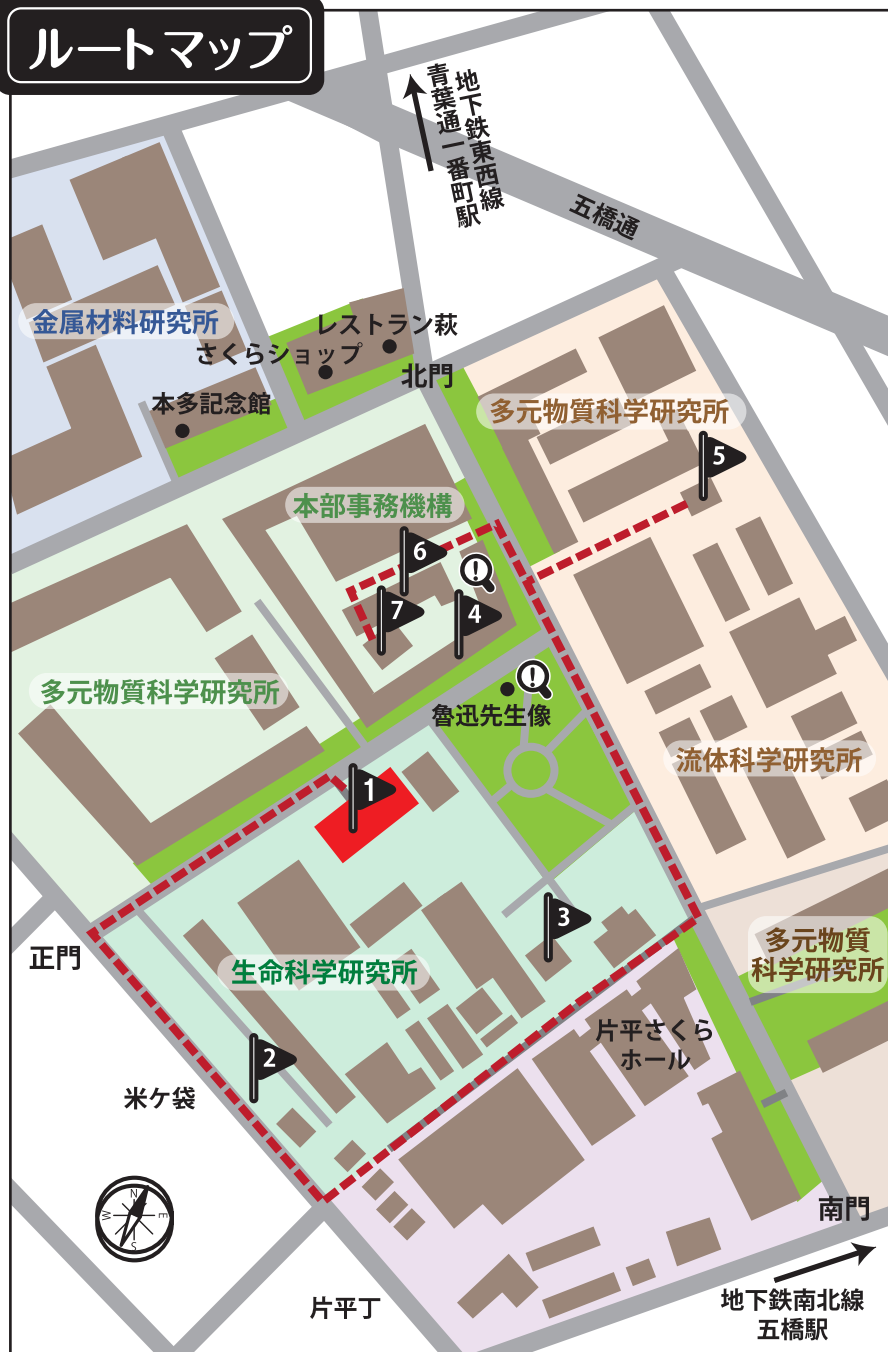 ルートマップ
地下鉄東西線
青葉通一番町駅
五橋通
金属材料研究所
レストラン萩
さくらショップ
北門
本多記念館
多元物質科学研究所
5
本部事務機構
6
!
7
4
!
多元物質科学研究所
魯迅先生像
流体科学研究所
1
3
正門
生命科学研究所
多元物質
科学研究所
片平さくら
ホール
2
米ケ袋
N
W
E
S
南門
片平丁
地下鉄南北線
五橋駅